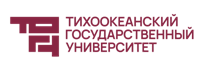 ТИХООКЕАНСКИЙ
ГОСУДАРСТВЕННЫЙ
УНИВЕРСИТЕТ